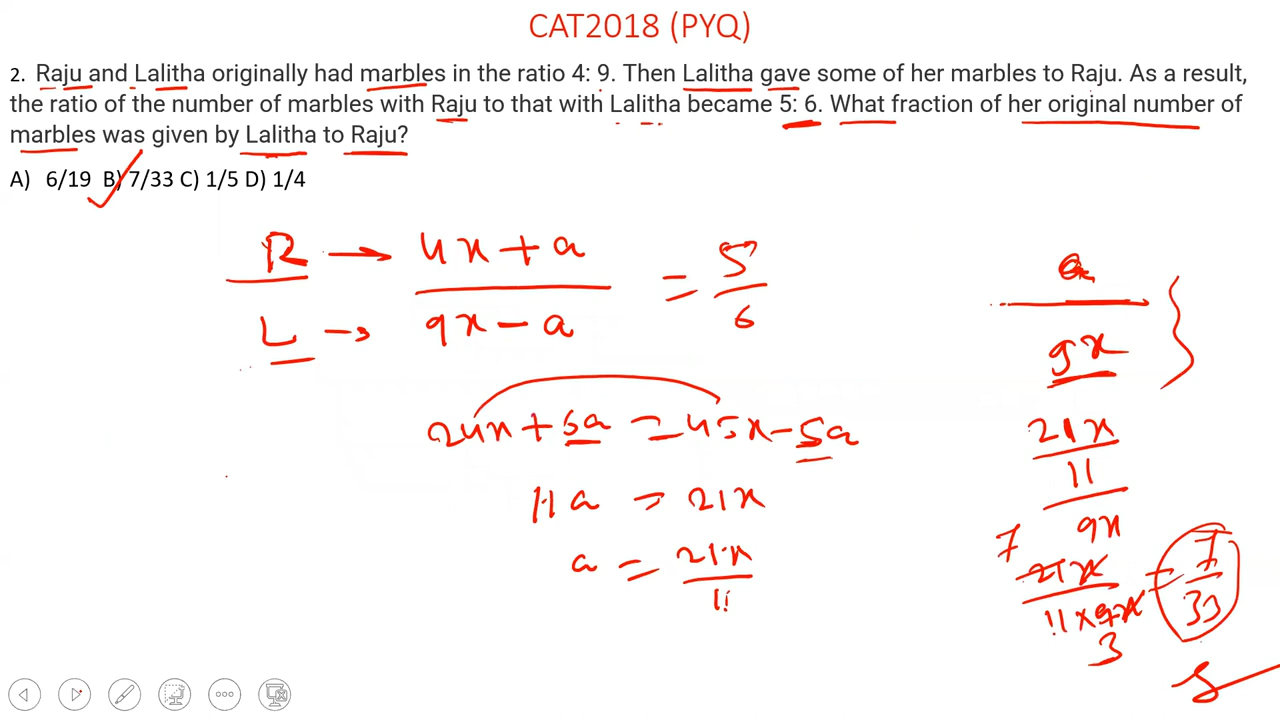 CAT2018 (PYQ)
2. Raju and Lalitha originally had marbles in the ratio 4: 9. Then Lalitha gave some of her marbles to Raju. As a result,
the ratio of the number of marbles with Raju to that with Lalitha became 5: 6. What fraction of her original number of
marbles was given by Lalitha to Raju?
A) 6/19 B) 7/33 C) 1/5 D) 1/4
R → 4x + a
= 5/6
L → 9x - a
24x + 6a = 45x - 5a
11a = 21x
a = 21x
11
a
9x
21x
11
9x
7
21x
11 x 9x
3
= 7
33